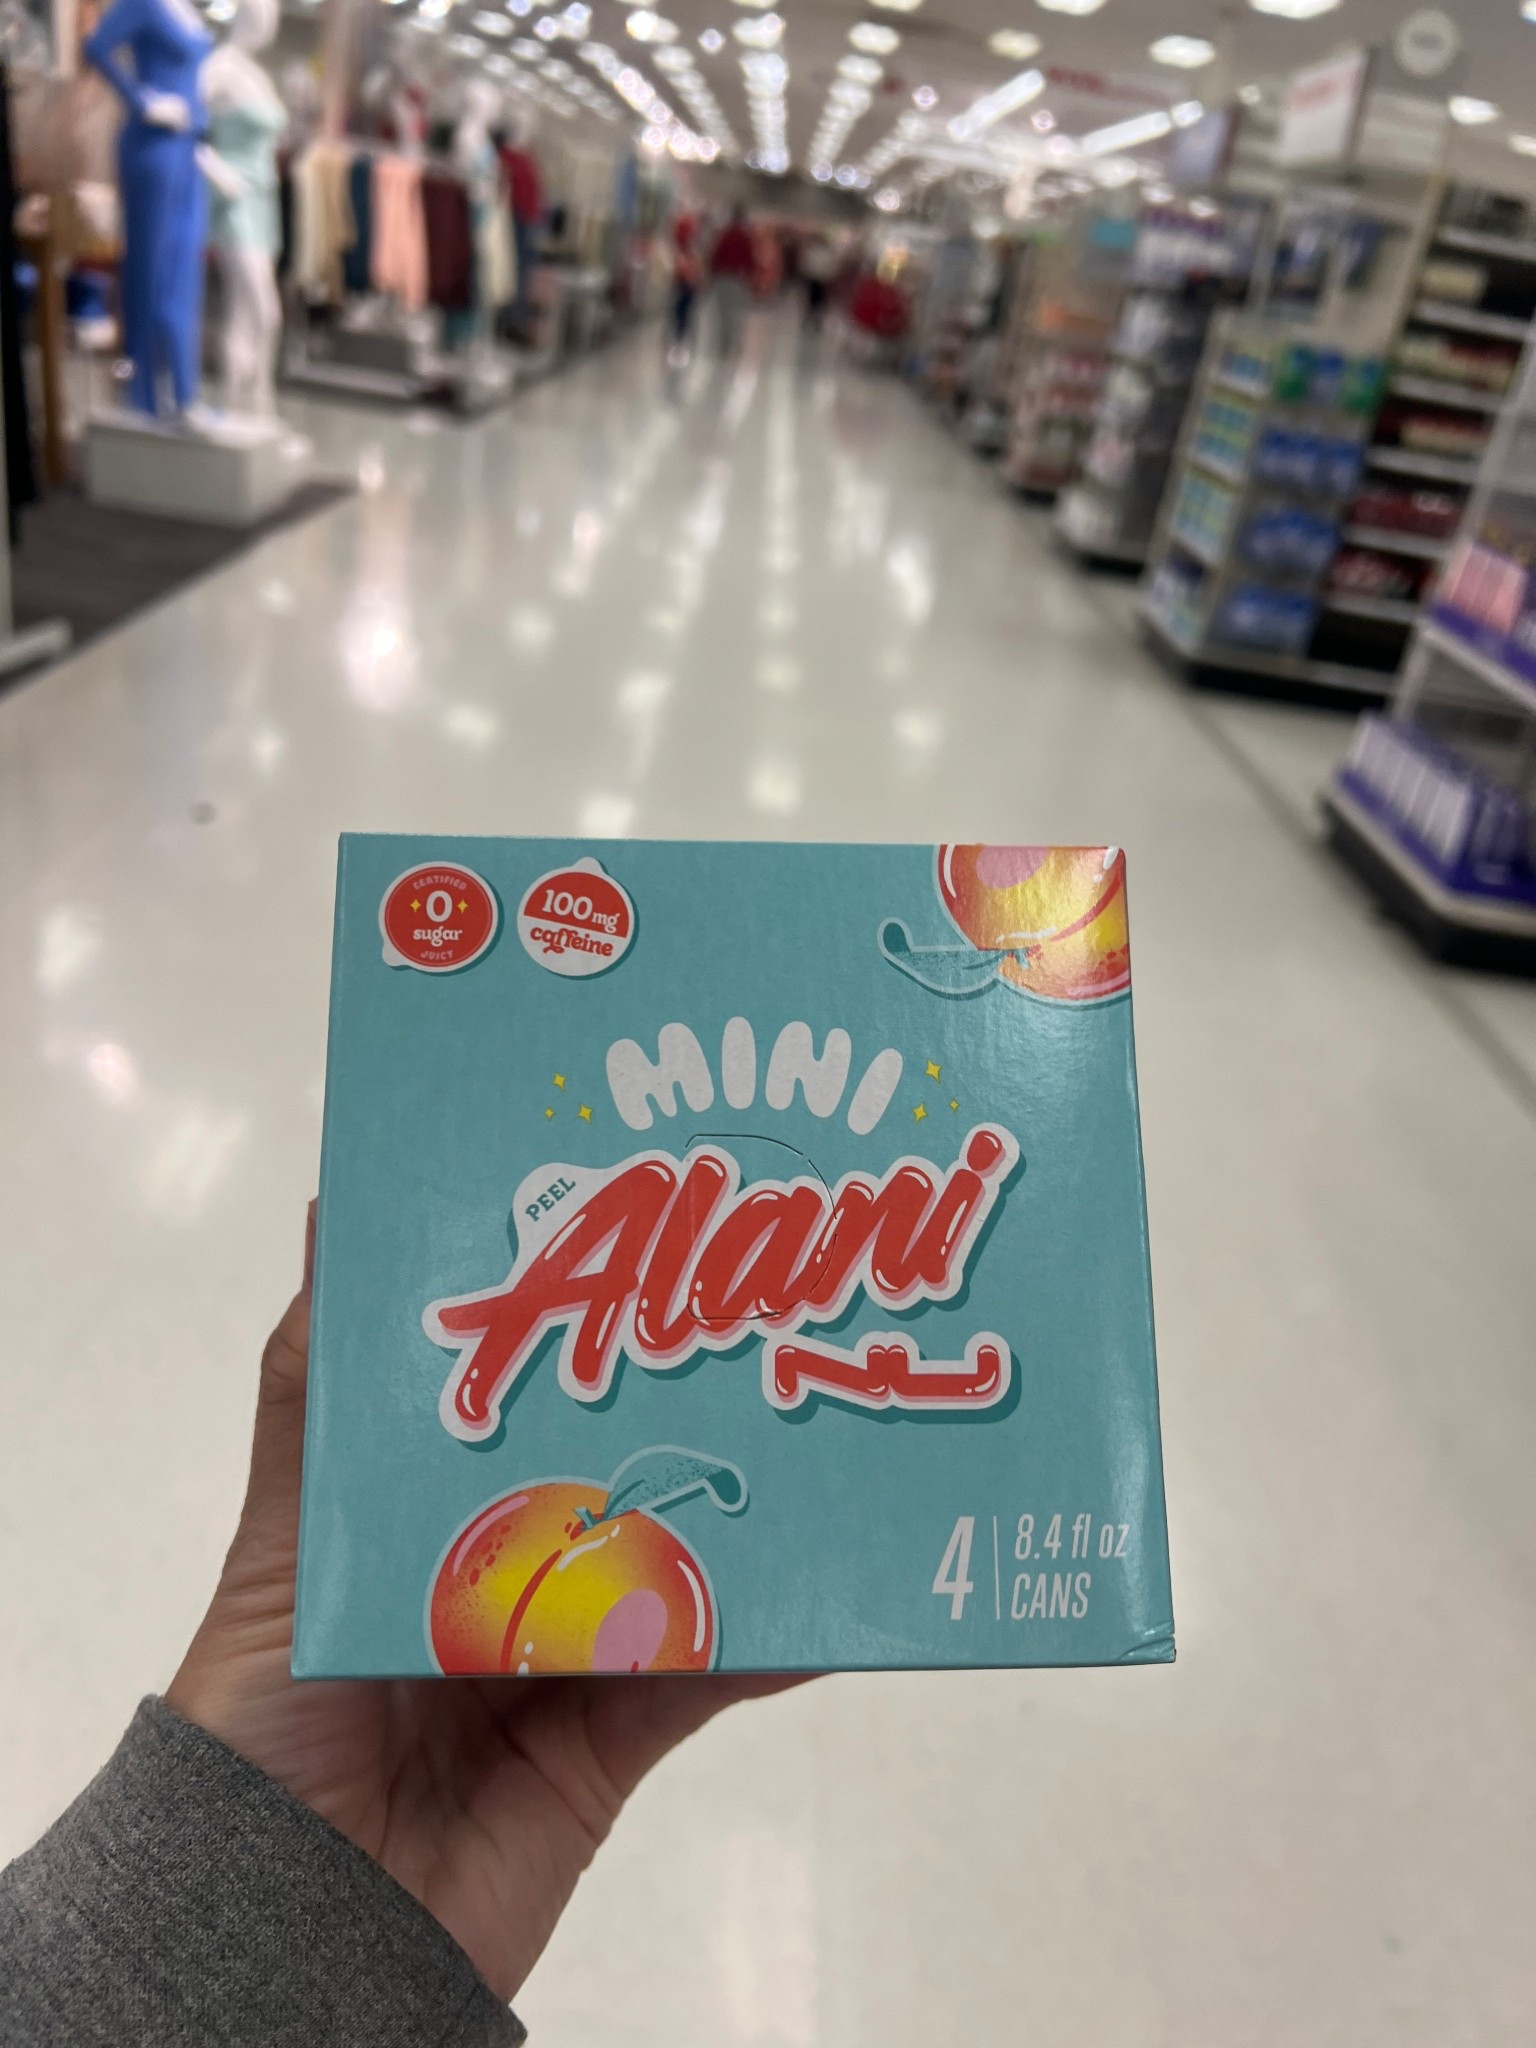 CERTIFIED
0
sugar
JUICY
100mg
caffeine
MINI
PEEL
Alani
NU
4
8.4 fl oz
CANS